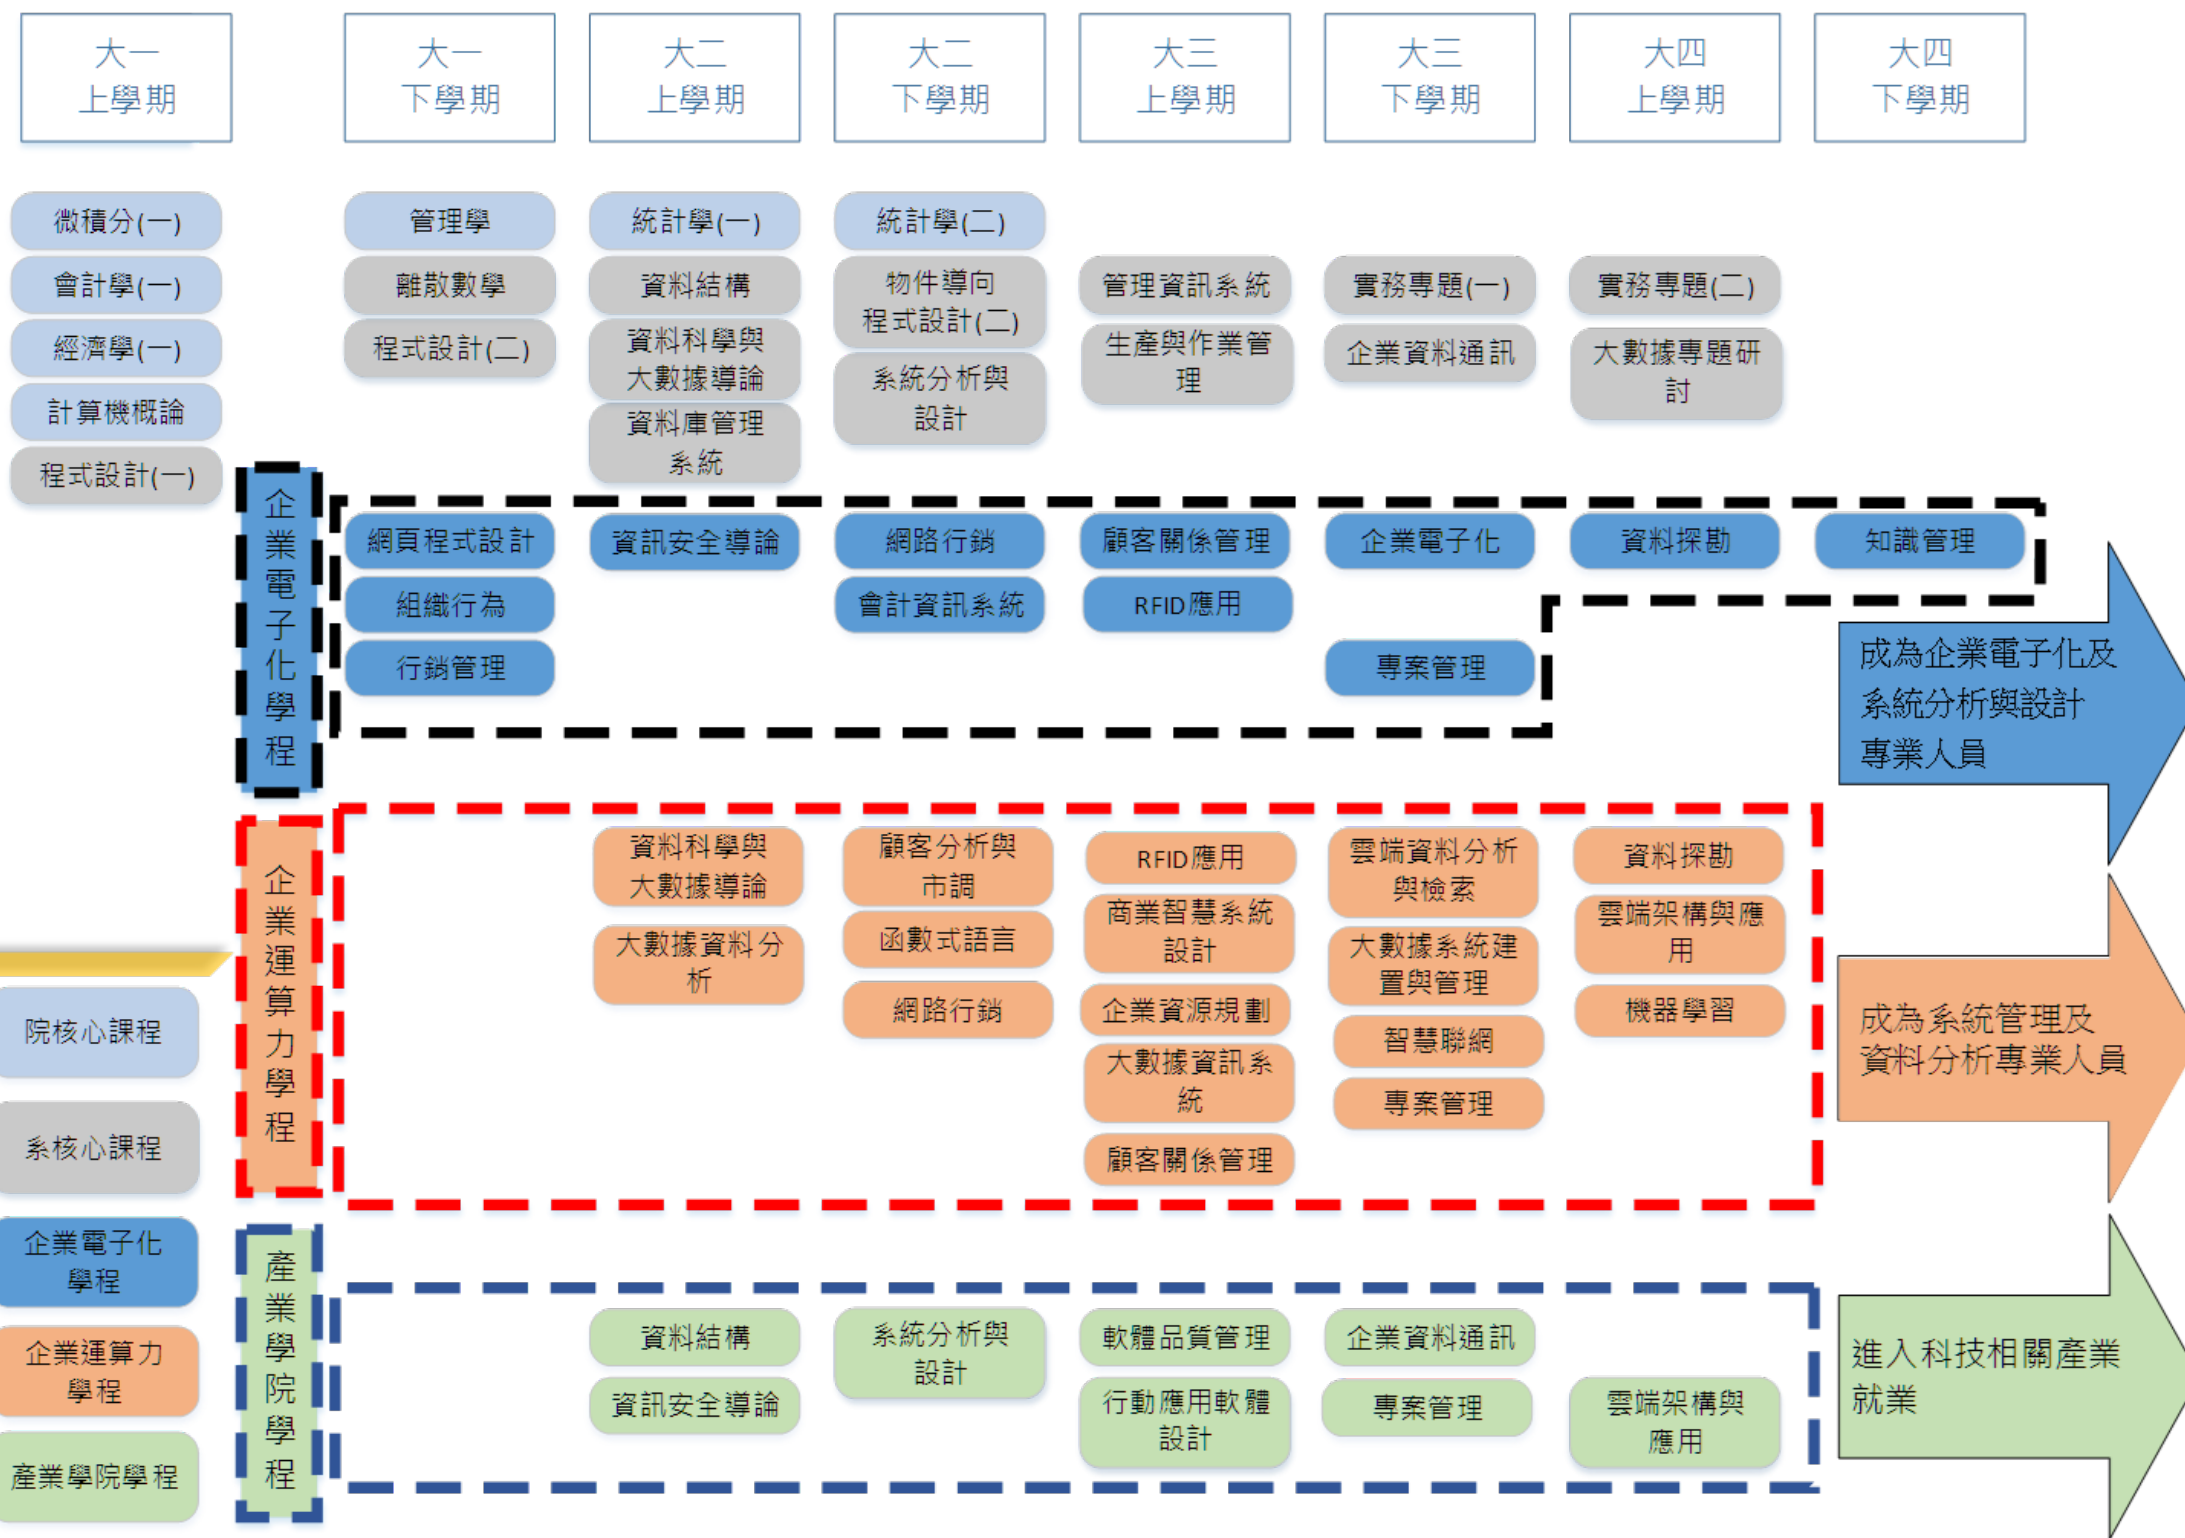 大一
上學期
大一
下學期
大二
上學期
大二
下學期
大三
上學期
大三
下學期
大四
上學期
大四
下學期
微積分(一)
會計學(一)
經濟學(一)
計算機概論
程式設計(一)
管理學
離散數學
程式設計(二)
統計學(一)
資料結構
資料科學與
大數據導論
資料庫管理
系統
統計學(二)
物件導向
程式設計(二)
系統分析與
設計
管理資訊系統
生產與作業管
理
實務專題(一)
企業資料通訊
實務專題(二)
大數據專題研
討
企業電子化學程
網頁程式設計
組織行為
行銷管理
資訊安全導論
網路行銷
會計資訊系統
顧客關係管理
RFID應用
企業電子化
專案管理
資料探勘
知識管理
成為企業電子化及
系統分析與設計
專業人員
企業運算力學程
資料科學與
大數據導論
大數據資料分
析
顧客分析與
市調
函數式語言
網路行銷
RFID應用
商業智慧系統
設計
企業資源規劃
大數據資訊系
統
顧客關係管理
雲端資料分析
與檢索
大數據系統建
置與管理
智慧聯網
專案管理
資料探勘
雲端架構與應
用
機器學習
成為系統管理及
資料分析專業人員
產業學院學程
資料結構
資訊安全導論
系統分析與
設計
軟體品質管理
行動應用軟體
設計
企業資料通訊
專案管理
雲端架構與
應用
進入科技相關產業
就業
院核心課程
系核心課程
企業電子化
學程
企業運算力
學程
產業學院學程